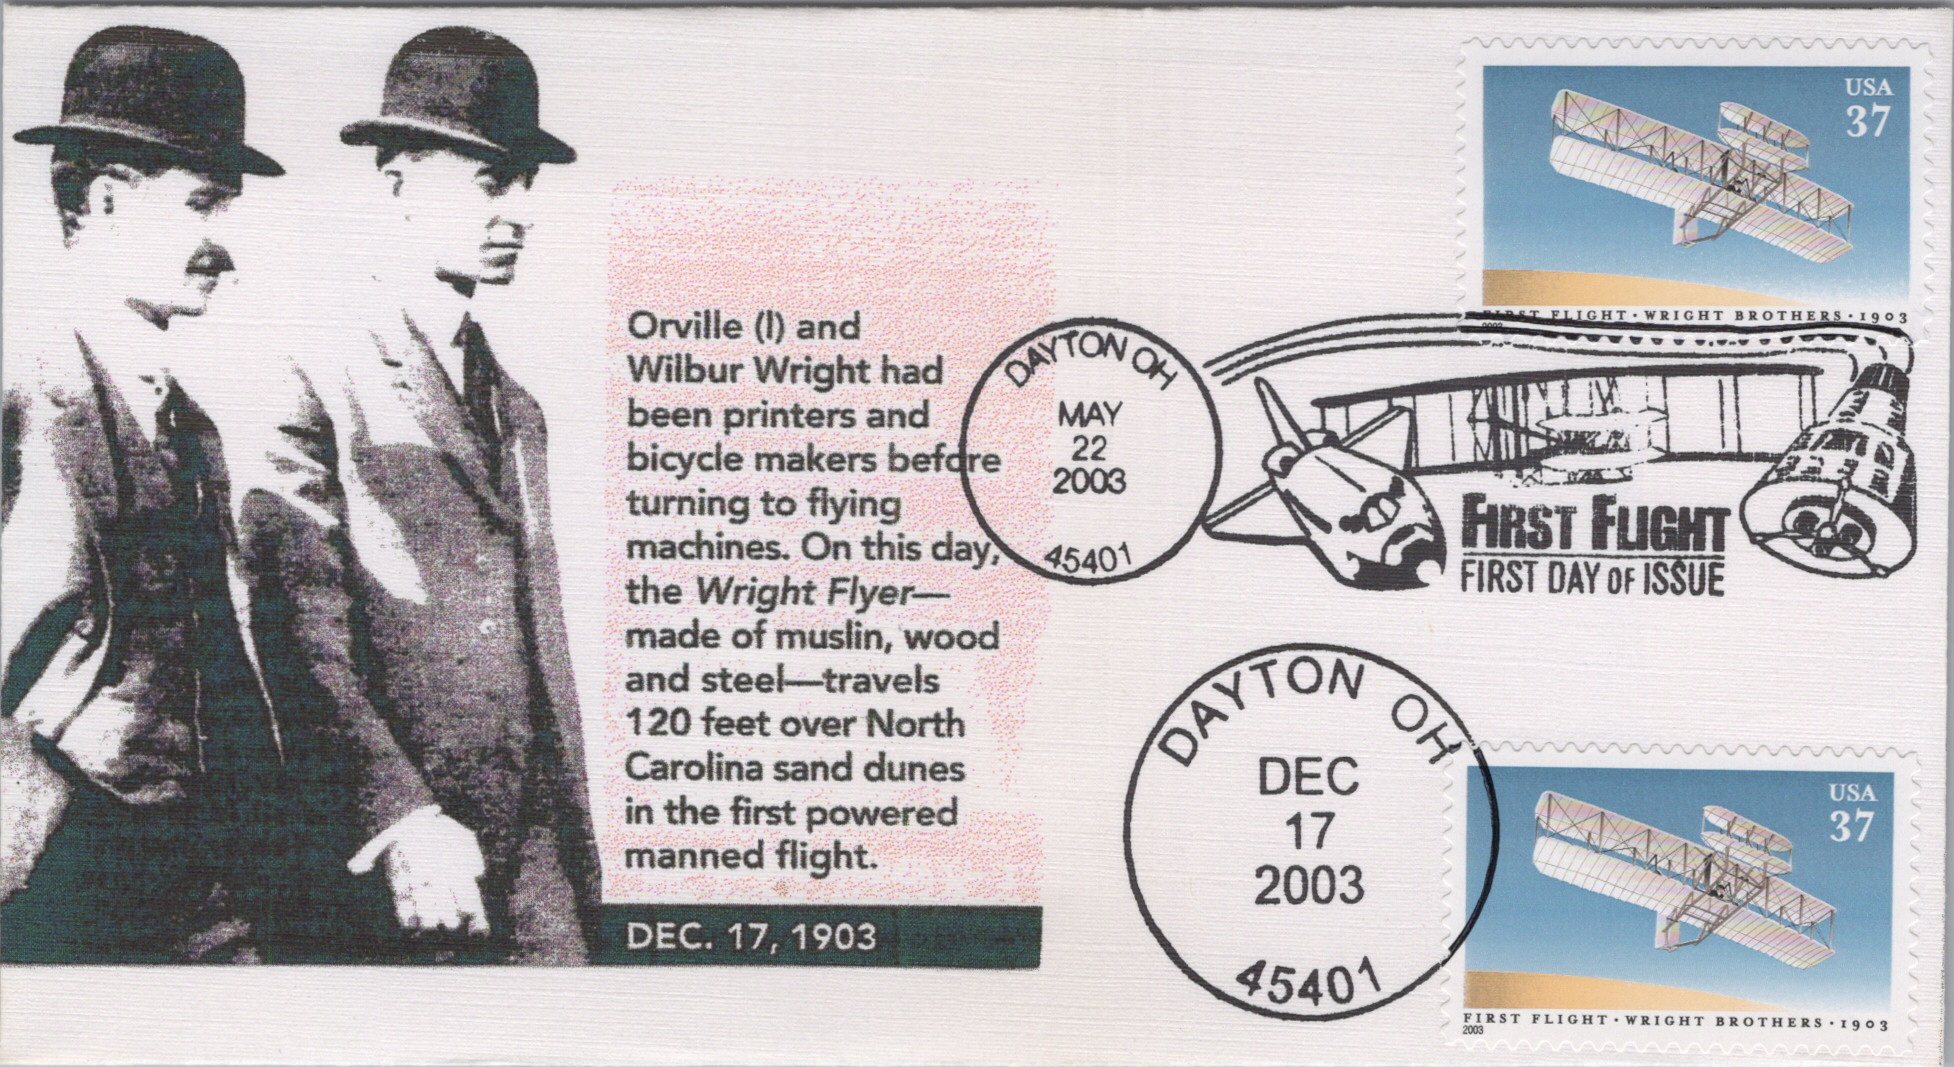 Orville (l) and
Wilbur Wright had
been printers and
bicycle makers before
turning to flying
machines. On this day,
the Wright Flyer—
made of muslin, wood
and steel—travels
120 feet over North
Carolina sand dunes
in the first powered
manned flight.
DEC. 17, 1903
USA
37
FIRST FLIGHT · WRIGHT BROTHERS · 1903
2003
DAYTON OH
MAY
22
2003
45401
FIRST FLIGHT
FIRST DAY OF ISSUE
DAYTON OH
DEC
17
2003
45401
USA
37
FIRST FLIGHT · WRIGHT BROTHERS · 1903
2003